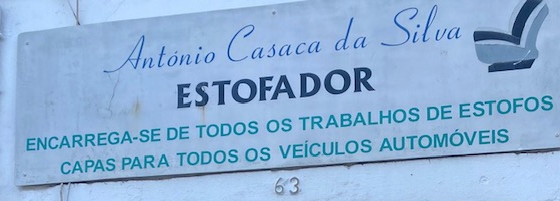 António Casaca da Silva
ESTOFADOR
ENCARREGA-SE DE TODOS OS TRABALHOS DE ESTOFOS
CAPAS PARA TODOS OS VEÍCULOS AUTOMÓVEIS
63